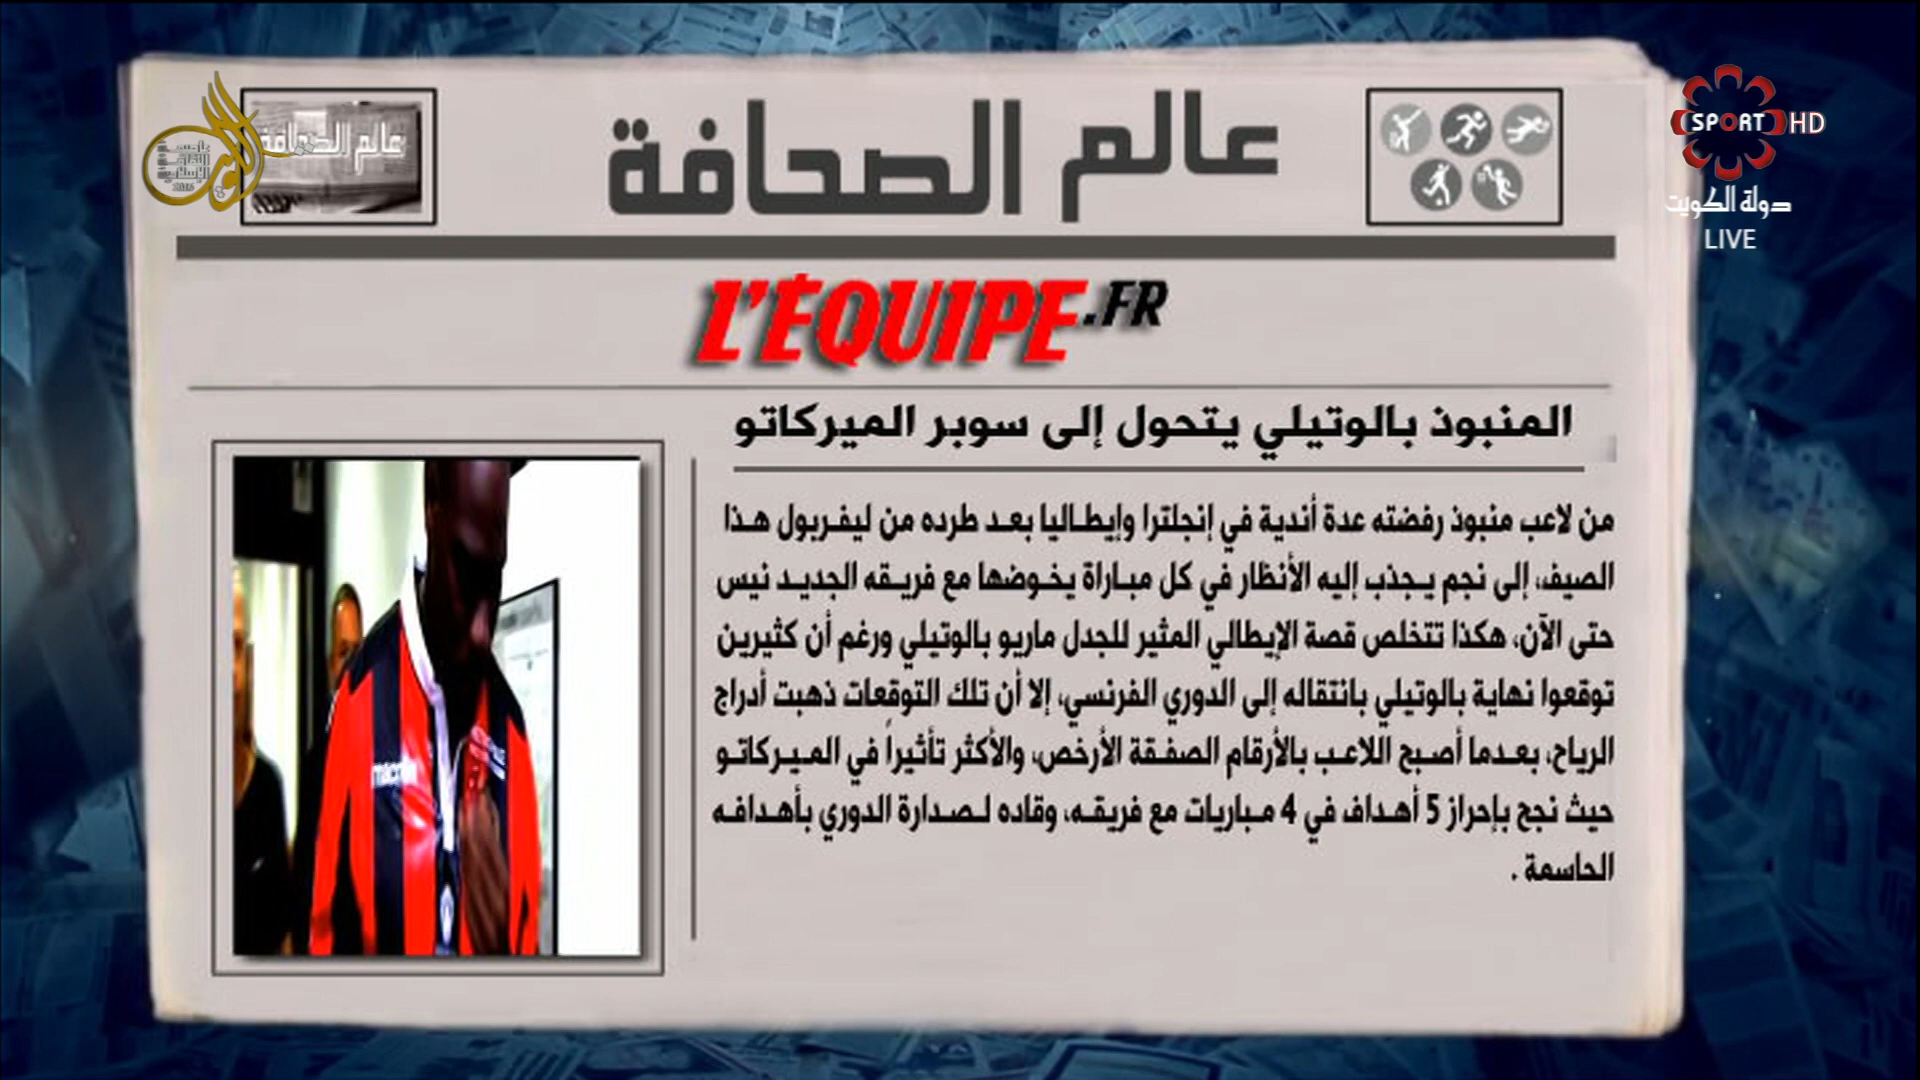 عالم الصحافة
عالم الصحافة
SPORT HD
دولة الكويت
LIVE
2016
L'ÉQUIPE.FR
المنبوذ بالوتيلي يتحول إلى سوبر الميركاتو
من لاعب منبوذ رفضته عدة أندية في إنجلترا وإيطاليا بعد طرده من ليفربول هذا
الصيف، إلى نجم يجذب إليه الأنظار في كل مباراة يخوضها مع فريقه الجديد نيس
حتى الآن، هكذا تتخلص قصة الإيطالي المثير للجدل ماريو بالوتيلي ورغم أن كثيرين
توقعوا نهاية بالوتيلي بانتقاله إلى الدوري الفرنسي، إلا أن تلك التوقعات ذهبت أدراج
الرياح، بعدما أصبح اللاعب بالأرقام الصفقة الأرخص، والأكثر تأثيراً في الميركاتو
حيث نجح بإحراز 5 أهداف في 4 مباريات مع فريقه، وقاده لصدارة الدوري بأهدافه
الحاسمة .